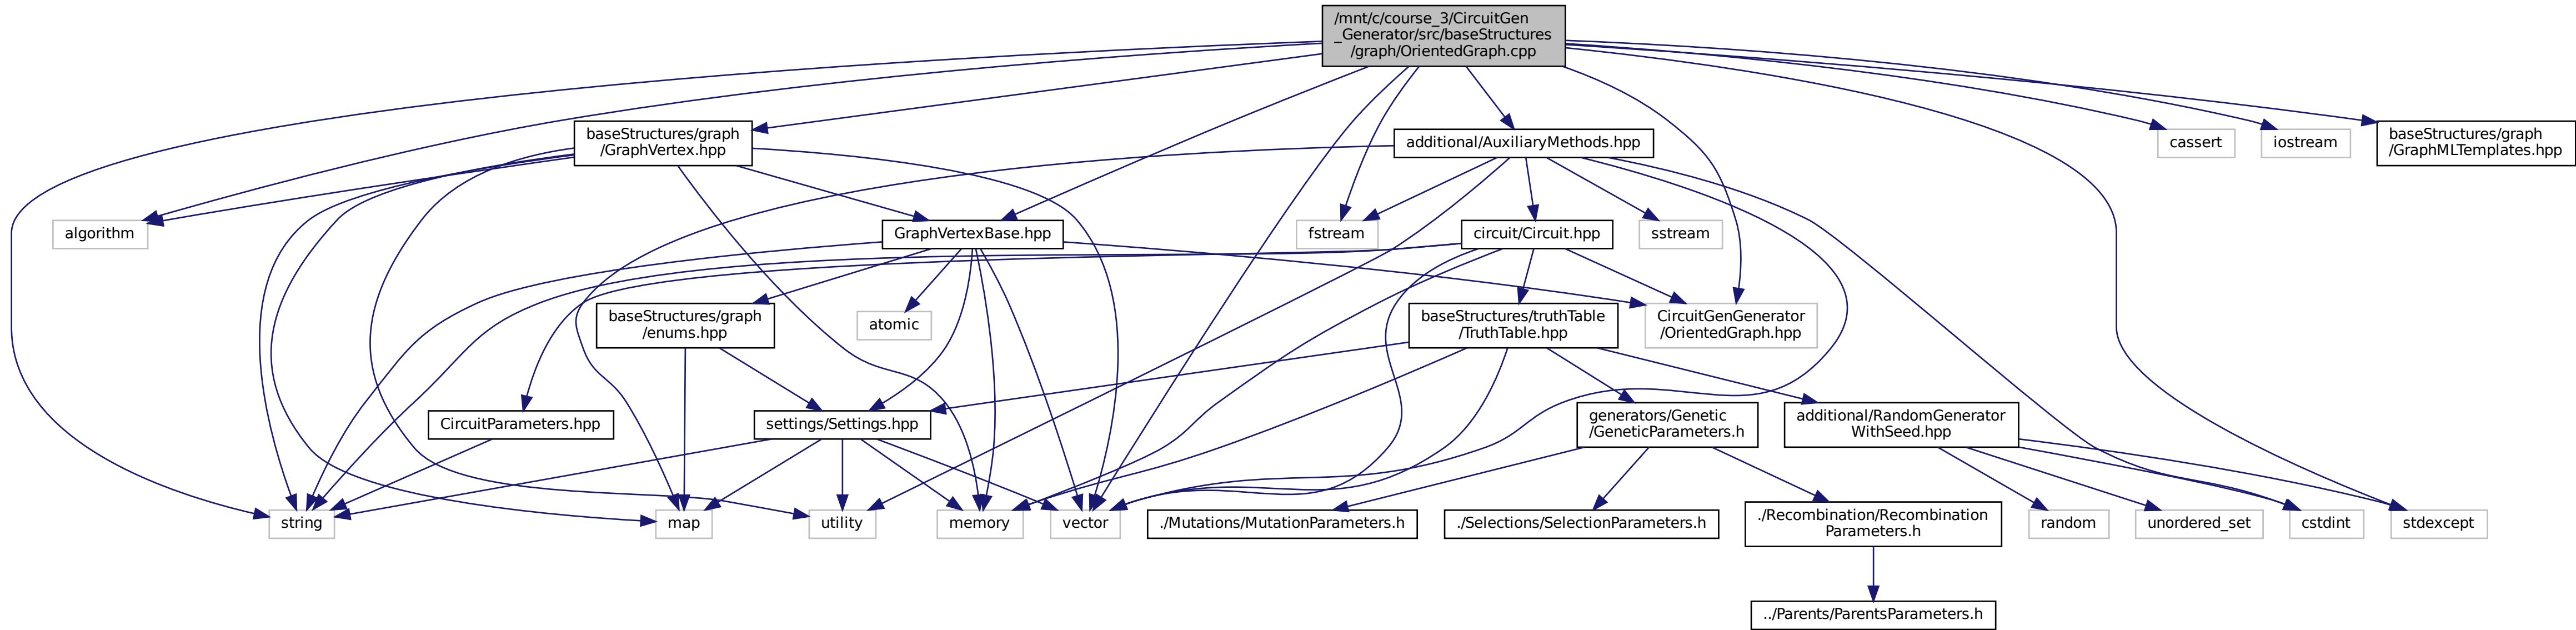 /mnt/c/course_3/CircuitGen
_Generator/src/baseStructures
/graph/OrientedGraph.cpp
baseStructures/graph
/GraphVertex.hpp
additional/AuxiliaryMethods.hpp
cassert
iostream
baseStructures/graph
/GraphMLTemplates.hpp
algorithm
GraphVertexBase.hpp
fstream
circuit/Circuit.hpp
sstream
baseStructures/graph
/enums.hpp
atomic
baseStructures/truthTable
/TruthTable.hpp
CircuitGenGenerator
/OrientedGraph.hpp
CircuitParameters.hpp
settings/Settings.hpp
generators/Genetic
/GeneticParameters.h
additional/RandomGenerator
WithSeed.hpp
string
map
utility
memory
vector
./Mutations/MutationParameters.h
./Selections/SelectionParameters.h
./Recombination/Recombination
Parameters.h
random
unordered_set
cstdint
stdexcept
../Parents/ParentsParameters.h